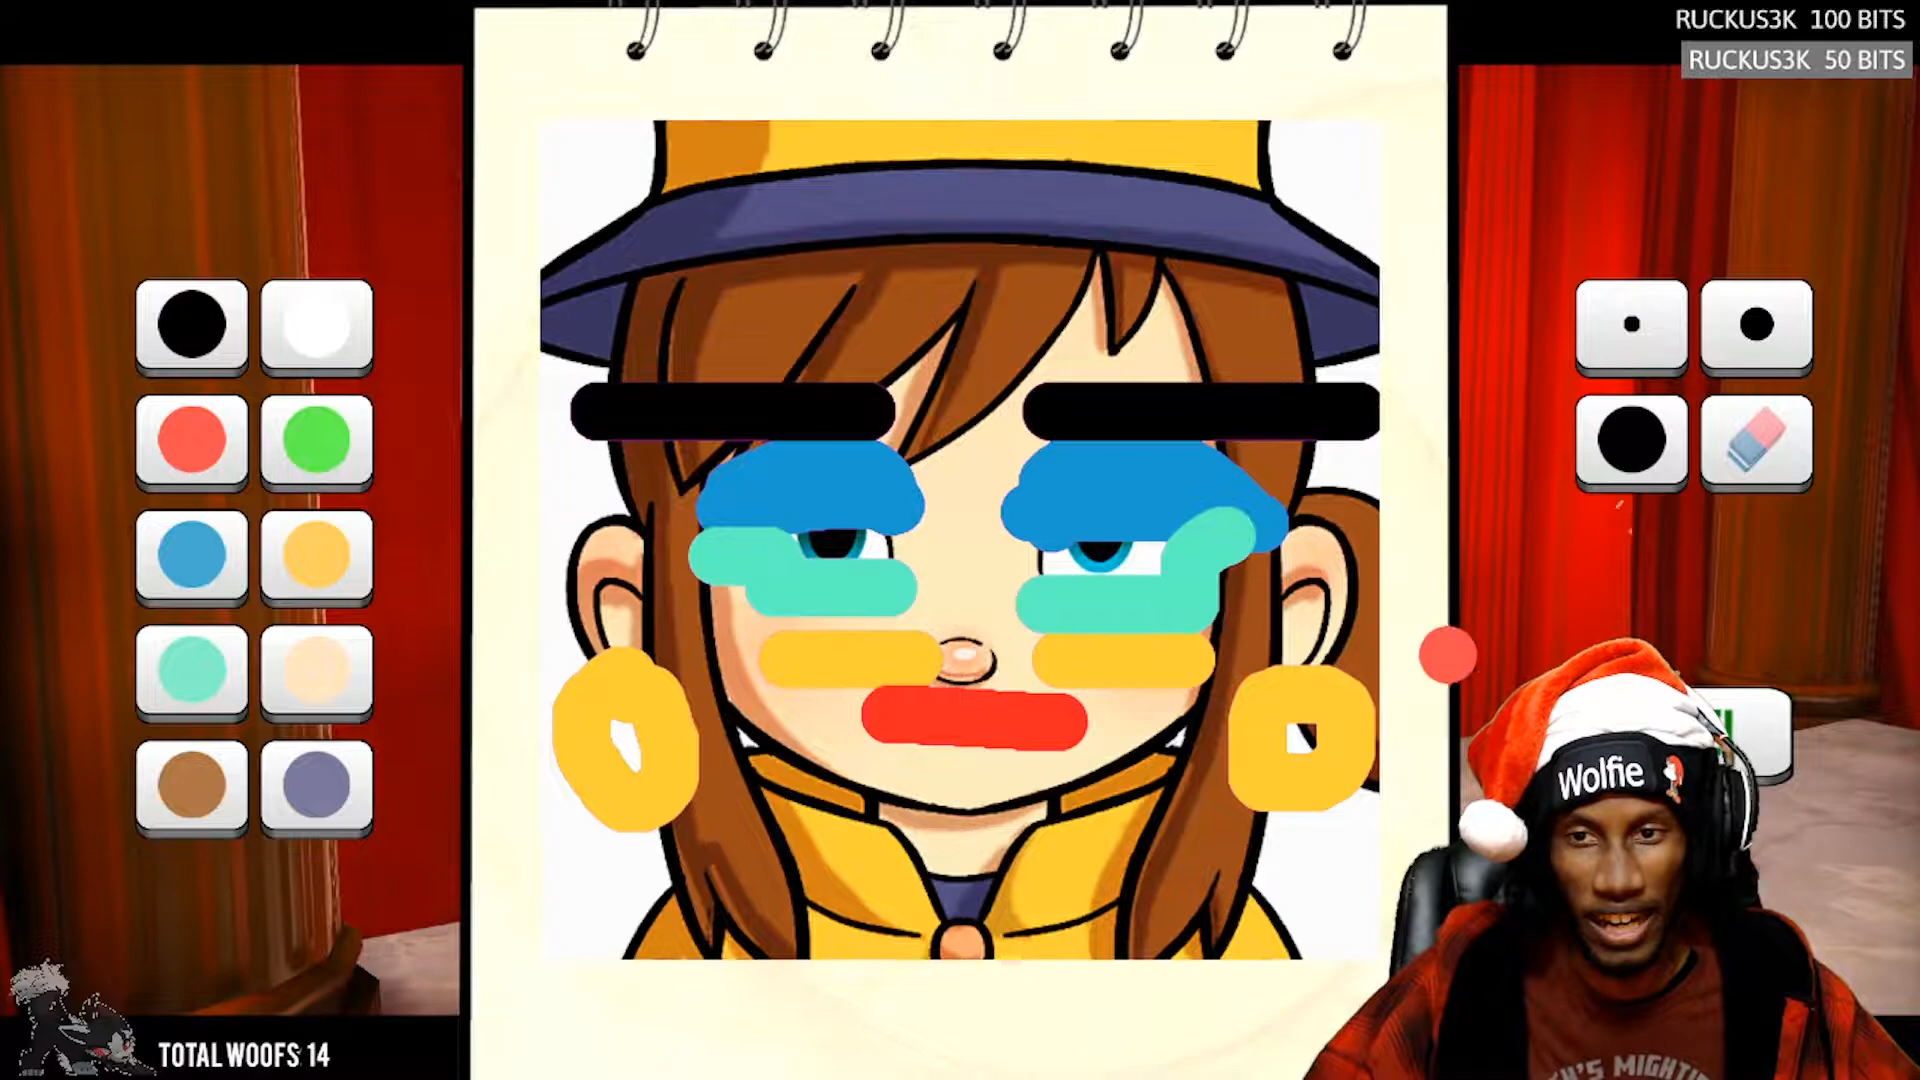 RUCKUS3K 100 BITS
RUCKUS3K 50 BITS
Wolfie
TOTAL WOOFS 14